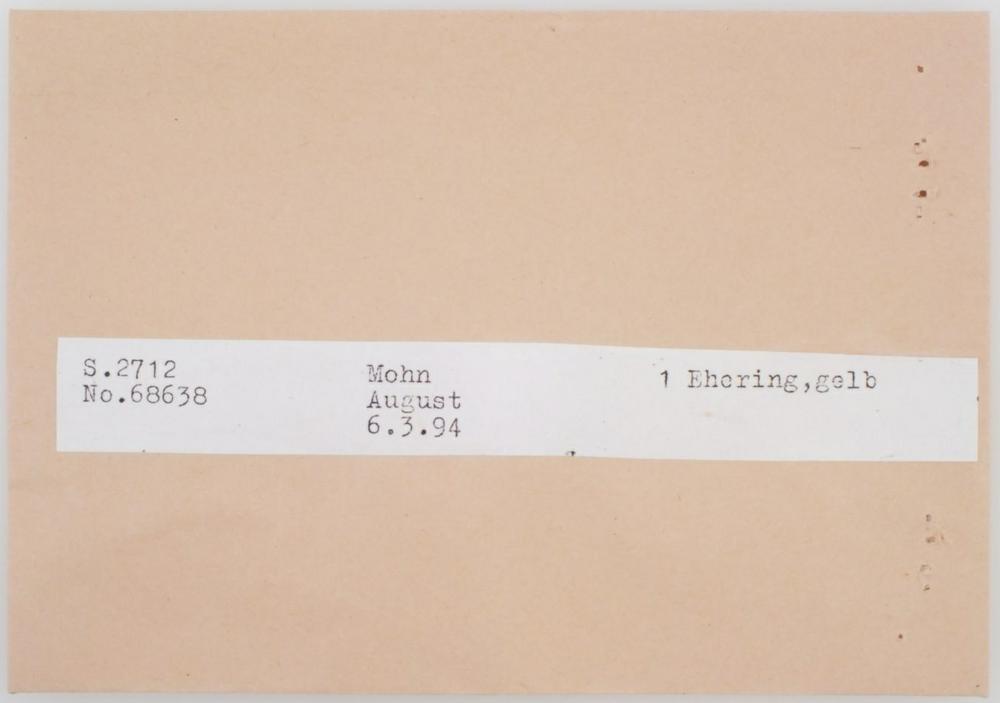 S.2712
No.68638
Mohn
August
6.3.94
1 Ehering,gelb